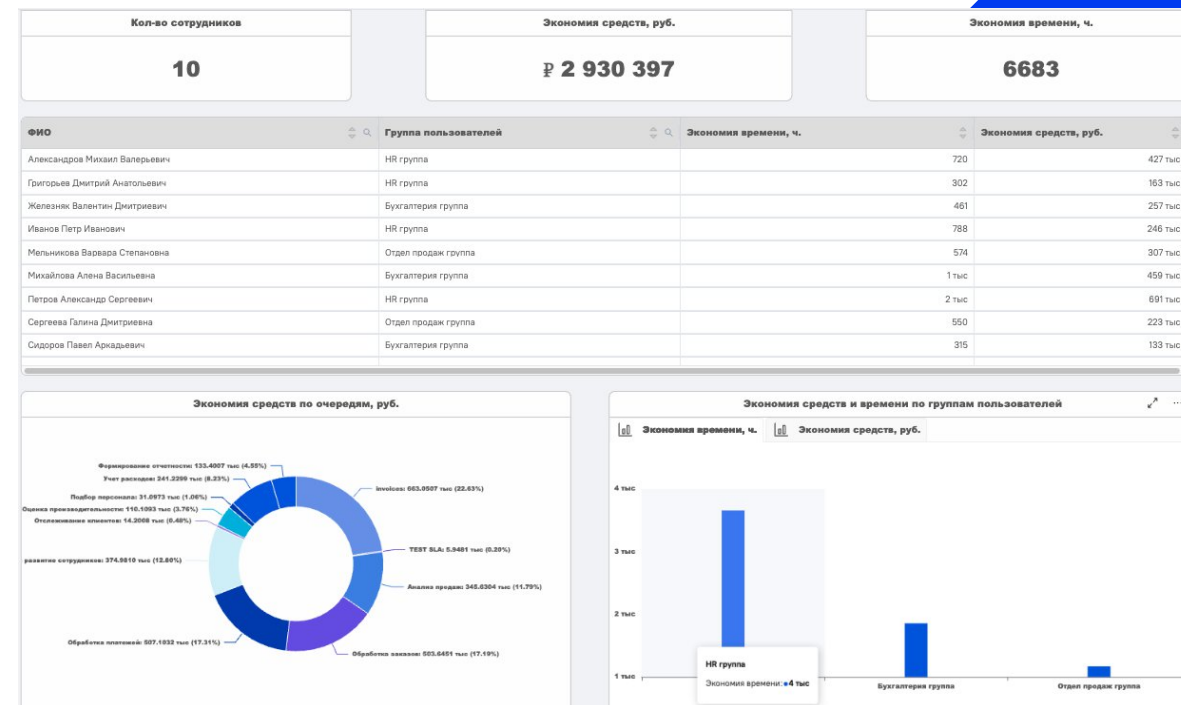 Кол-во сотрудников
Экономия средств, руб.
Экономия времени, ч.
10
₽ 2 930 397
6683
ФИО Группа пользователей Экономия времени, ч. Экономия средств, руб.
Александров Михаил Валерьевич HR группа 720 427 тыс
Григорьев Дмитрий Анатольевич HR группа 302 163 тыс
Железняк Валентин Дмитриевич Бухгалтерия группа 461 257 тыс
Иванов Петр Иванович HR группа 788 246 тыс
Мельникова Варвара Степановна Отдел продаж группа 574 307 тыс
Михайлова Алена Васильевна Бухгалтерия группа 1 тыс 459 тыс
Петров Александр Сергеевич HR группа 2 тыс 691 тыс
Сергеева Галина Дмитриевна Отдел продаж группа 550 223 тыс
Сидоров Павел Аркадьевич Бухгалтерия группа 315 133 тыс
Экономия средств по очередям, руб.
Формирование отчетности: 133.4007 тыс (4.55%)
Учет расходов: 241.2299 тыс (8.23%)
Подбор персонала: 31.0973 тыс (1.06%)
Оценка производительности: 110.1093 тыс (3.76%)
Отслеживание клиентов: 14.2008 тыс (0.48%)
развитие сотрудников: 374.9810 тыс (12.80%)
Обработка платежей: 507.1032 тыс (17.31%)
invoices: 663.0507 тыс (22.63%)
TEST SLA: 5.9481 тыс (0.20%)
Анализ продаж: 345.6304 тыс (11.79%)
Обработка заказов: 503.6451 тыс (17.19%)
Экономия средств и времени по группам пользователей
Экономия времени, ч. Экономия средств, руб.
4 тыс
3 тыс
2 тыс
1 тыс
HR группа
Экономия времени: 4 тыс
Бухгалтерия группа
Отдел продаж группа